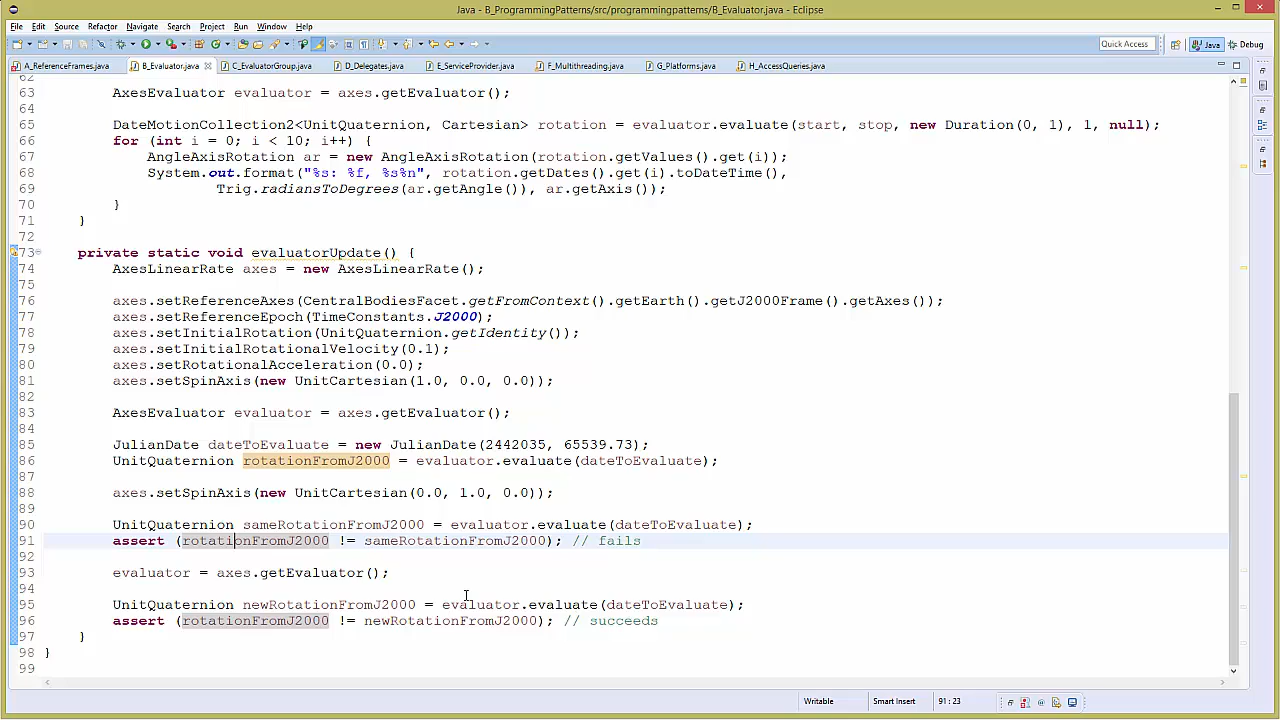 Java - B_ProgrammingPatterns/src/programmingpatterns/B_Evaluator.java - Eclipse
File Edit Source Refactor Navigate Search Project Run Window Help
Quick Access Java Debug
A_ReferenceFrames.java B_Evaluator.java C_EvaluatorGroup.java D_Delegates.java E_ServiceProvider.java F_Multithreading.java G_Platforms.java H_AccessQueries.java
62
63 AxesEvaluator evaluator = axes.getEvaluator();
64
65 DateMotionCollection2<UnitQuaternion, Cartesian> rotation = evaluator.evaluate(start, stop, new Duration(0, 1), 1, null);
66 for (int i = 0; i < 10; i++) {
67 AngleAxisRotation ar = new AngleAxisRotation(rotation.getValues().get(i));
68 System.out.format("%s: %f, %s%n", rotation.getDates().get(i).toDateTime(),
69 Trig.radiansToDegrees(ar.getAngle()), ar.getAxis());
70 }
71 }
72
73 private static void evaluatorUpdate() {
74 AxesLinearRate axes = new AxesLinearRate();
75
76 axes.setReferenceAxes(CentralBodiesFacet.getFromContext().getEarth().getJ2000Frame().getAxes());
77 axes.setReferenceEpoch(TimeConstants.J2000);
78 axes.setInitialRotation(UnitQuaternion.getIdentity());
79 axes.setInitialRotationalVelocity(0.1);
80 axes.setRotationalAcceleration(0.0);
81 axes.setSpinAxis(new UnitCartesian(1.0, 0.0, 0.0));
82
83 AxesEvaluator evaluator = axes.getEvaluator();
84
85 JulianDate dateToEvaluate = new JulianDate(2442035, 65539.73);
86 UnitQuaternion rotationFromJ2000 = evaluator.evaluate(dateToEvaluate);
87
88 axes.setSpinAxis(new UnitCartesian(0.0, 1.0, 0.0));
89
90 UnitQuaternion sameRotationFromJ2000 = evaluator.evaluate(dateToEvaluate);
91 assert (rotationFromJ2000 != sameRotationFromJ2000); // fails
92
93 evaluator = axes.getEvaluator();
94
95 UnitQuaternion newRotationFromJ2000 = evaluator.evaluate(dateToEvaluate);
96 assert (rotationFromJ2000 != newRotationFromJ2000); // succeeds
97 }
98 }
99
Writable Smart Insert 91 : 23